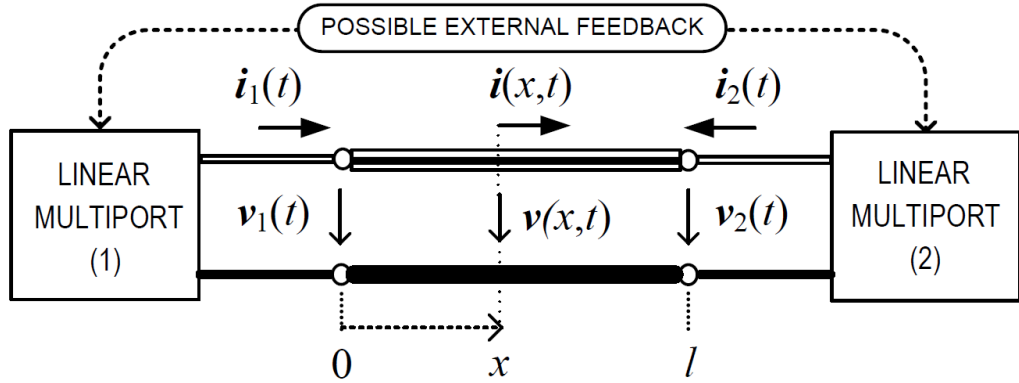 POSSIBLE EXTERNAL FEEDBACK
i₁(t) i(x,t) i₂(t)
LINEAR
MULTIPORT
(1)
v₁(t) v(x,t) v₂(t)
LINEAR
MULTIPORT
(2)
0 x l